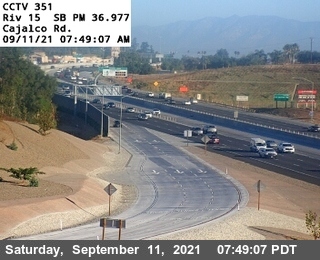 CCTV 351
Riv 15 SB PM 36.977
Cajalco Rd.
09/11/21 07:49:07 AM
Saturday, September 11, 2021 07:49:07 PDT